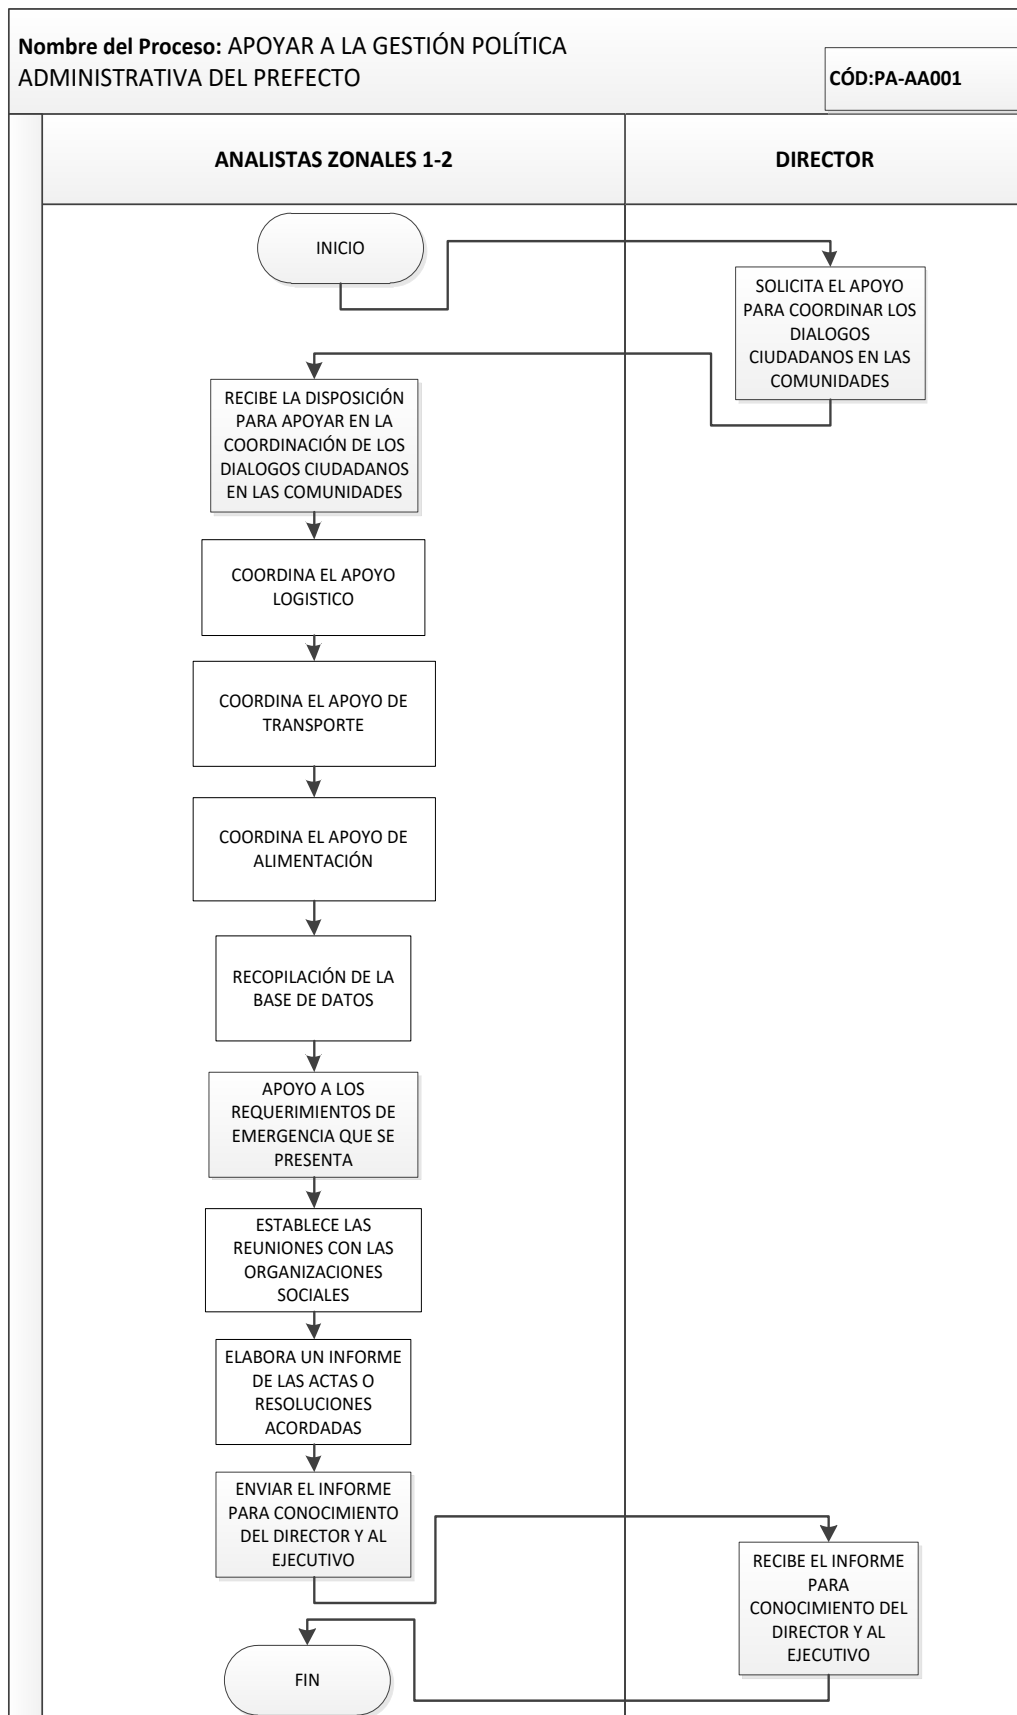 Nombre del Proceso: APOYAR A LA GESTIÓN POLÍTICA
ADMINISTRATIVA DEL PREFECTO
CÓD:PA-AA001
ANALISTAS ZONALES 1-2
DIRECTOR
INICIO
SOLICITA EL APOYO
PARA COORDINAR LOS
DIALOGOS
CIUDADANOS EN LAS
COMUNIDADES
RECIBE LA DISPOSICIÓN
PARA APOYAR EN LA
COORDINACIÓN DE LOS
DIALOGOS CIUDADANOS
EN LAS COMUNIDADES
COORDINA EL APOYO
LOGISTICO
COORDINA EL APOYO DE
TRANSPORTE
COORDINA EL APOYO DE
ALIMENTACIÓN
RECOPILACIÓN DE LA
BASE DE DATOS
APOYO A LOS
REQUERIMIENTOS DE
EMERGENCIA QUE SE
PRESENTA
ESTABLECE LAS
REUNIONES CON LAS
ORGANIZACIONES
SOCIALES
ELABORA UN INFORME
DE LAS ACTAS O
RESOLUCIONES
ACORDADAS
ENVIAR EL INFORME
PARA CONOCIMIENTO
DEL DIRECTOR Y AL
EJECUTIVO
RECIBE EL INFORME
PARA
CONOCIMIENTO DEL
DIRECTOR Y AL
EJECUTIVO
FIN